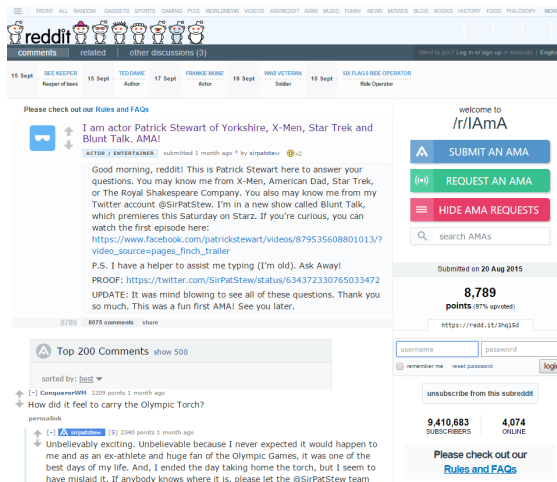 FRONT ALL RANDOM GADGETS SPORTS GAMING PICS WORLDNEWS VIDEOS ASKREDDIT AWW MUSIC FUNNY NEWS MOVIES BLOG BOOKS HISTORY FOOD PHILOSOPH MORE
reddit
comments related other discussions (3)
Want to join? Log in or sign up in seconds. | Englis
15 Sept BEE KEEPER Keeper of bees
15 Sept TED DAWE Author
17 Sept FRANKIE MUNIZ Actor
18 Sept WW2 VETERAN Soldier
10 Sept SIX FLAGS RIDE OPERATOR Ride Operator
Please check out our Rules and FAQs
I am actor Patrick Stewart of Yorkshire, X-Men, Star Trek and
Blunt Talk. AMA!
ACTOR / ENTERTAINER submitted 1 month ago * by sirpatstew x2
Good morning, reddit! This is Patrick Stewart here to answer your
questions. You may know me from X-Men, American Dad, Star Trek,
or The Royal Shakespeare Company. You also may know me from my
Twitter account @SirPatStew. I'm in a new show called Blunt Talk,
which premieres this Saturday on Starz. If you're curious, you can
watch the first episode here:
https://www.facebook.com/patrickstewart/videos/879535608801013/?
video_source=pages_finch_trailer
P.S. I have a helper to assist me typing (I'm old). Ask Away!
PROOF: https://twitter.com/SirPatStew/status/634372330765033472
UPDATE: It was mind blowing to see all of these questions. Thank you
so much. This was a fun first AMA! See you later.
8789 8075 comments share
Top 200 Comments show 500
sorted by: best
[-] ConquerorWM 1209 points 1 month ago
How did it feel to carry the Olympic Torch?
permalink
[-] sirpatstew [S] 2340 points 1 month ago
Unbelievably exciting. Unbelievable because I never expected it would happen to
me and as an ex-athlete and huge fan of the Olympic Games, it was one of the
best days of my life. And, I ended the day taking home the torch, but I seem to
have mislaid it. If anybody knows where it is, please let the @SirPatStew team
welcome to
/r/IAmA
SUBMIT AN AMA
REQUEST AN AMA
HIDE AMA REQUESTS
search AMAs
Submitted on 20 Aug 2015
8,789
points (97% upvoted)
https://redd.it/3hq15d
username password
remember me reset password login
unsubscribe from this subreddit
9,410,683 4,074
SUBSCRIBERS ONLINE
Please check out our
Rules and FAQs